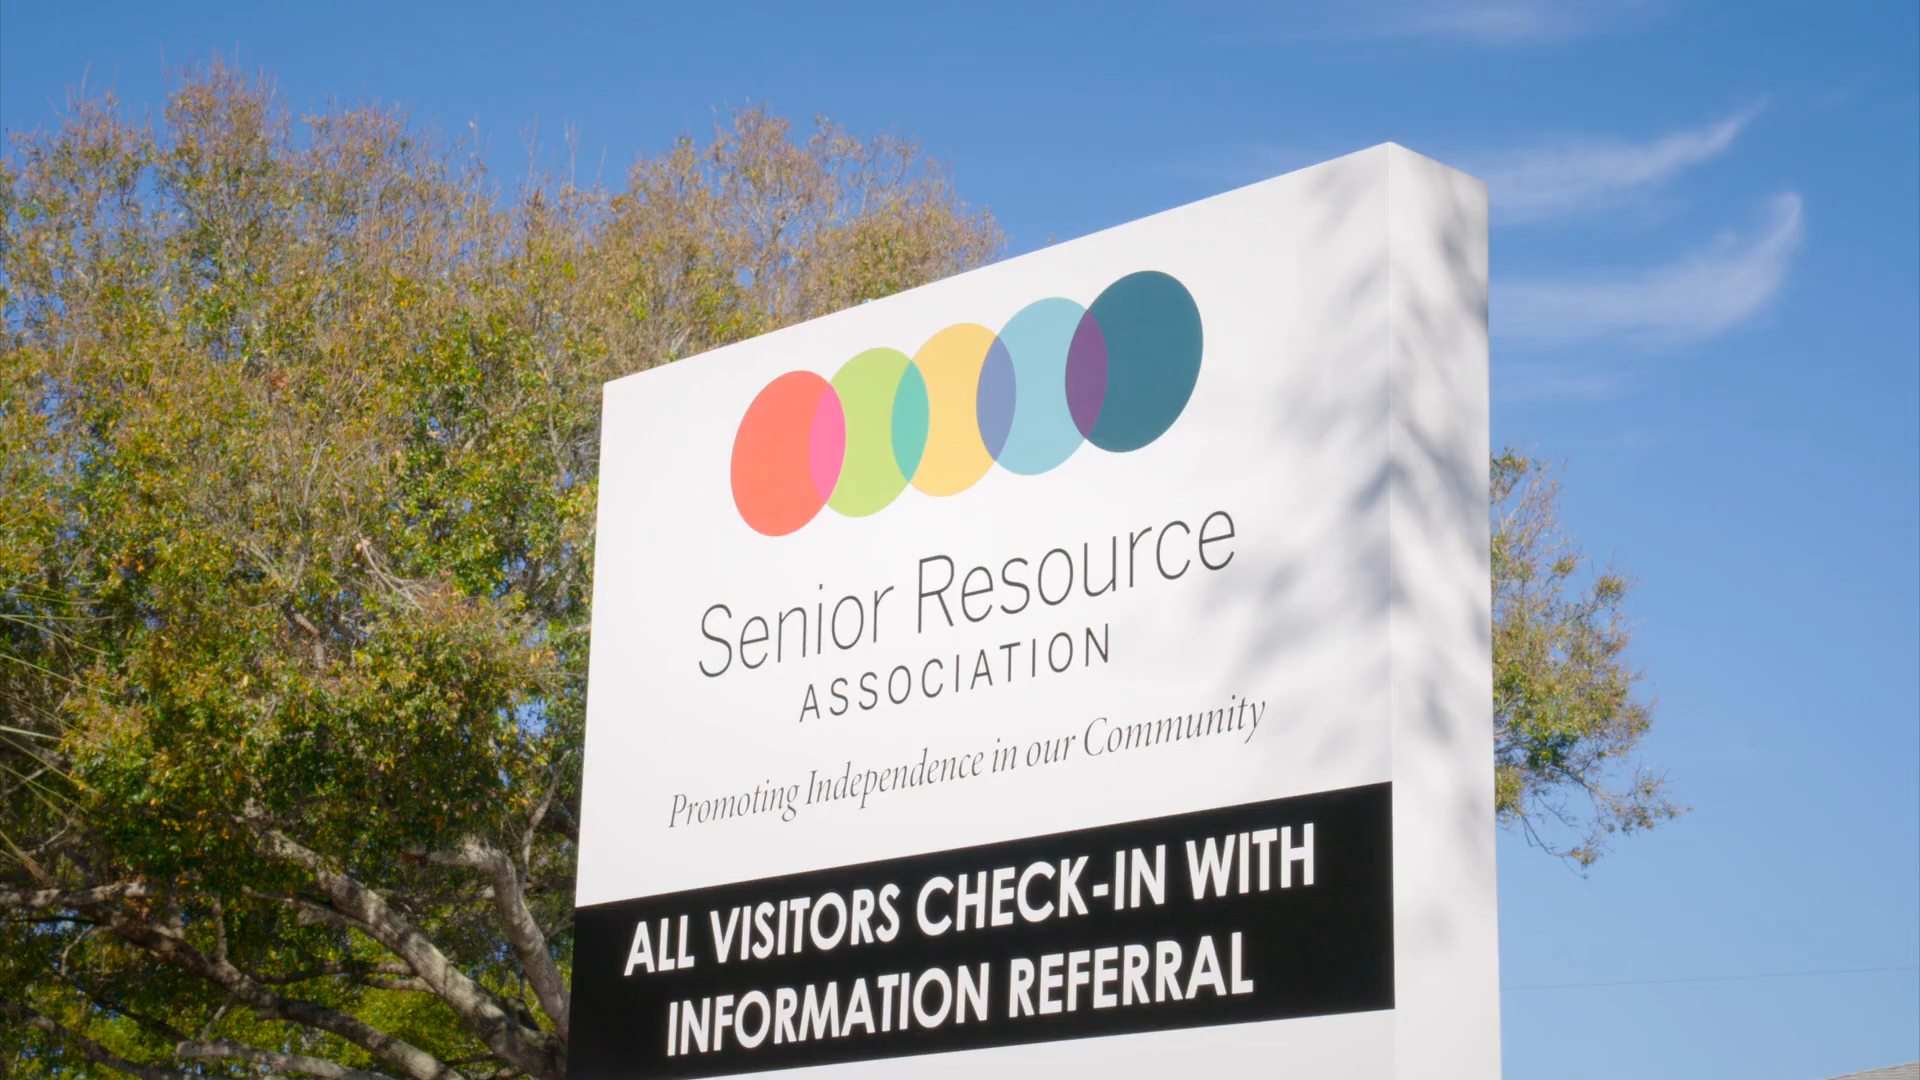 Senior Resource
ASSOCIATION
Promoting Independence in our Community
ALL VISITORS CHECK-IN WITH
INFORMATION REFERRAL